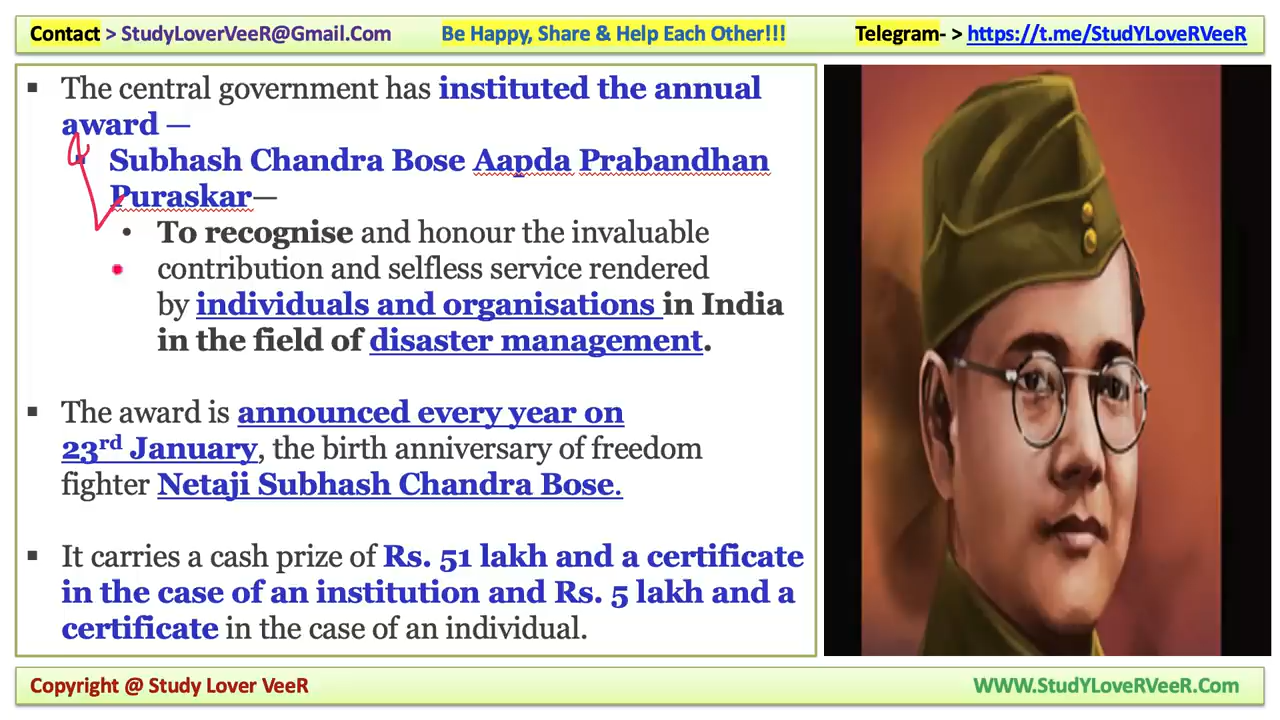 Contact > StudyLoverVeeR@Gmail.Com Be Happy, Share & Help Each Other!!! Telegram- > https://t.me/StudYLoveRVeeR
▪ The central government has instituted the annual
award —
▪ Subhash Chandra Bose Aapda Prabandhan
Puraskar—
• To recognise and honour the invaluable
contribution and selfless service rendered
by individuals and organisations in India
in the field of disaster management.
▪ The award is announced every year on
23rd January, the birth anniversary of freedom
fighter Netaji Subhash Chandra Bose.
▪ It carries a cash prize of Rs. 51 lakh and a certificate
in the case of an institution and Rs. 5 lakh and a
certificate in the case of an individual.
Copyright @ Study Lover VeeR WWW.StudYLoveRVeeR.Com